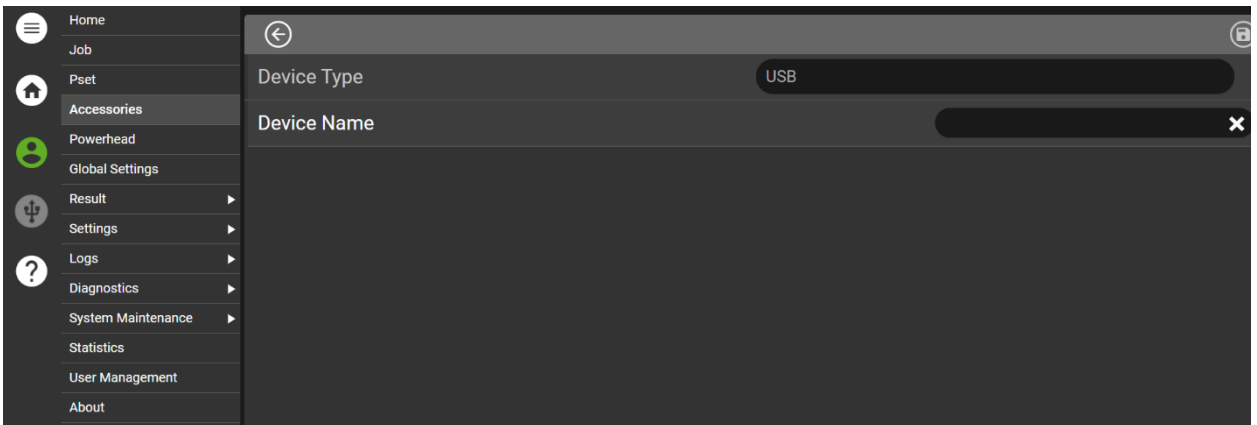 Home
Job
Pset
Accessories
Powerhead
Global Settings
Result
Settings
Logs
Diagnostics
System Maintenance
Statistics
User Management
About
Device Type
USB
Device Name